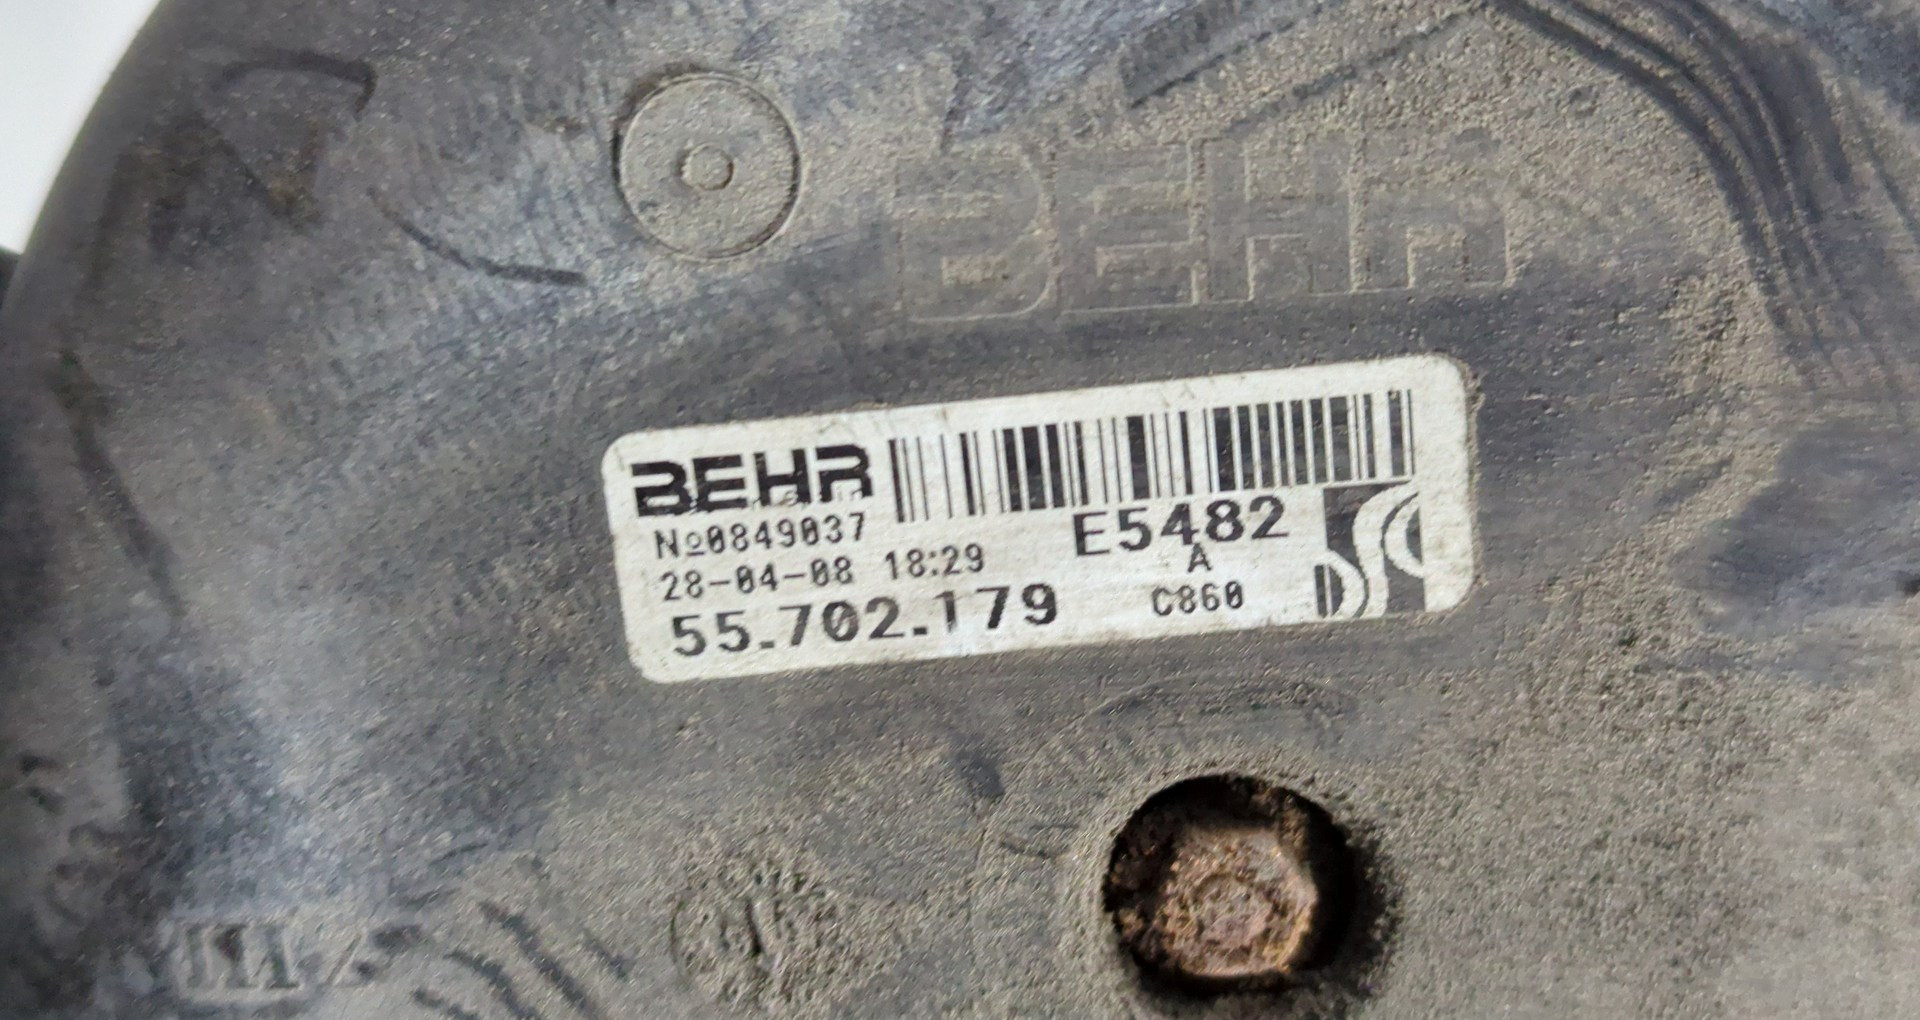 BEHR
BEHR
№0849037
E5482
A
28-04-08 18:29
C860
55.702.179